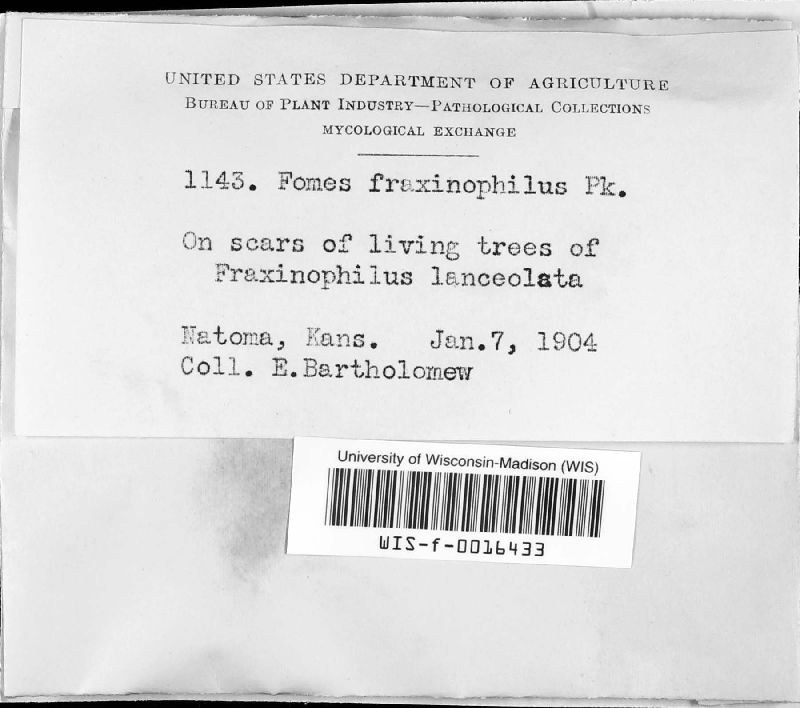 UNITED STATES DEPARTMENT OF AGRICULTURE
BUREAU OF PLANT INDUSTRY—PATHOLOGICAL COLLECTIONS
MYCOLOGICAL EXCHANGE
1143. Fomes fraxinophilus Pk.
On scars of living trees of
Fraxinophilus lanceolata
Natoma, Kans. Jan.7, 1904
Coll. E.Bartholomew
University of Wisconsin-Madison (WIS)
WIS-f-0016433